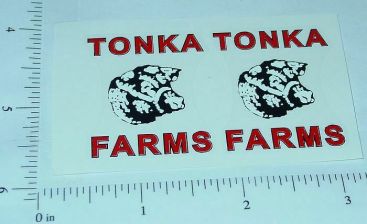 4
TONKA TONKA
5
FARMS FARMS
6
0 in 1 2 3